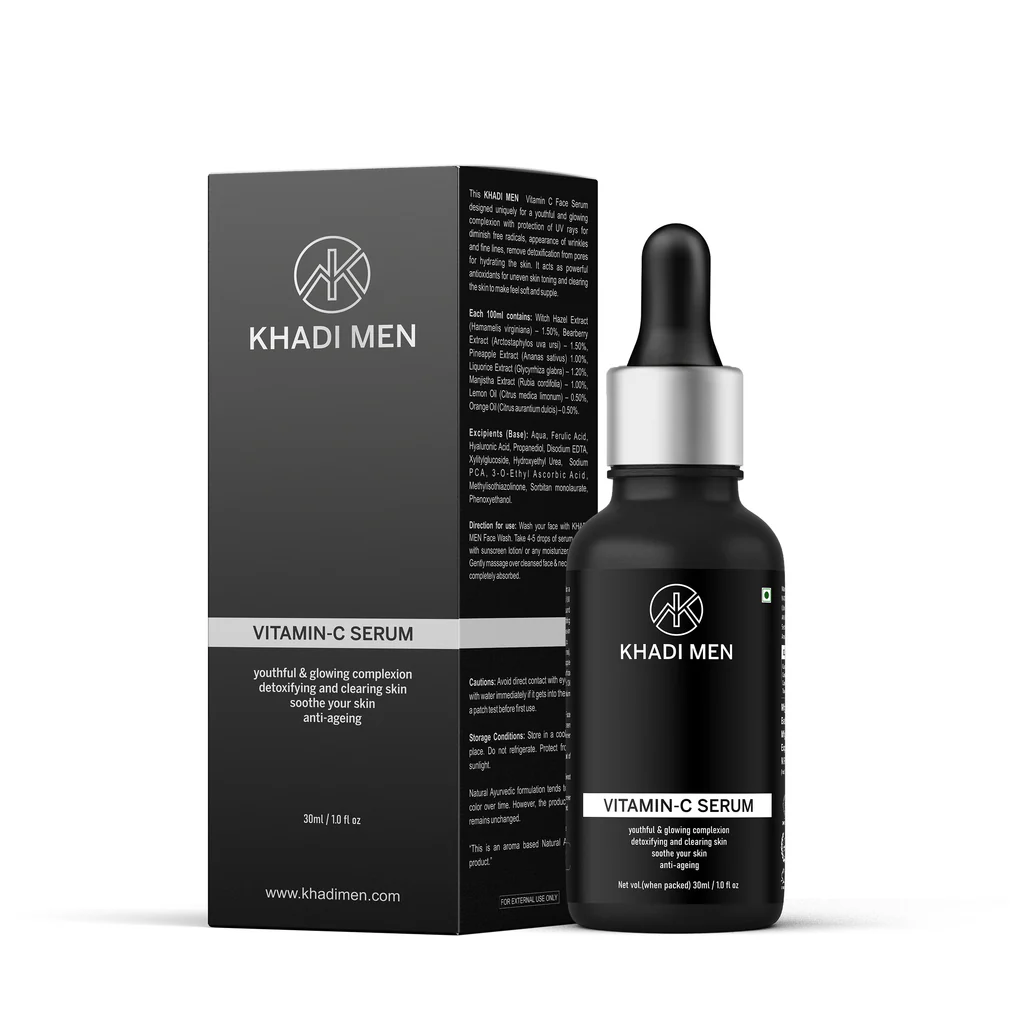 KHADI MEN
VITAMIN-C SERUM
youthful & glowing complexion
detoxifying and clearing skin
soothe your skin
anti-ageing
30ml / 1.0 fl oz
www.khadimen.com
This KHADI MEN Vitamin C Face Serum
designed uniquely for a youthful and glowing
complexion with protection of UV rays for
diminish free radicals, appearance of wrinkles
and fine lines, remove detoxification from pores
for hydrating the skin. It acts as powerful
antioxidants for uneven skin toning and clearing
the skin to make feel soft and supple.
Each 100ml contains: Witch Hazel Extract
(Hamamelis virginiana) – 1.50%, Bearberry
Extract (Arctostaphylos uva ursi) – 1.50%,
Pineapple Extract (Ananas sativus) 1.00%,
Liquorice Extract (Glycyrrhiza glabra) – 1.20%,
Manjistha Extract (Rubia cordifolia) – 1.00%,
Lemon Oil (Citrus medica limonum) – 0.50%,
Orange Oil (Citrus aurantium dulcis) – 0.50%.
Excipients (Base): Aqua, Ferulic Acid,
Hyaluronic Acid, Propanediol, Disodium EDTA,
Xylitylglucoside, Hydroxyethyl Urea, Sodium
PCA, 3-O-Ethyl Ascorbic Acid,
Methylisothiazolinone, Sorbitan monolaurate,
Phenoxyethanol.
Direction for use: Wash your face with KHAD
MEN Face Wash. Take 4-5 drops of serum
with sunscreen lotion/ or any moisturizer
Gently massage over cleansed face & nec
completely absorbed.
Cautions: Avoid direct contact with eye
with water immediately if it gets into the
a patch test before first use.
Storage Conditions: Store in a cool
place. Do not refrigerate. Protect fro
sunlight.
Natural Ayurvedic formulation tends t
color over time. However, the produc
remains unchanged.
"This is an aroma based Natural A
product."
FOR EXTERNAL USE ONLY
KHADI MEN
VITAMIN-C SERUM
youthful & glowing complexion
detoxifying and clearing skin
soothe your skin
anti-ageing
Net vol.(when packed) 30ml / 1.0 fl oz